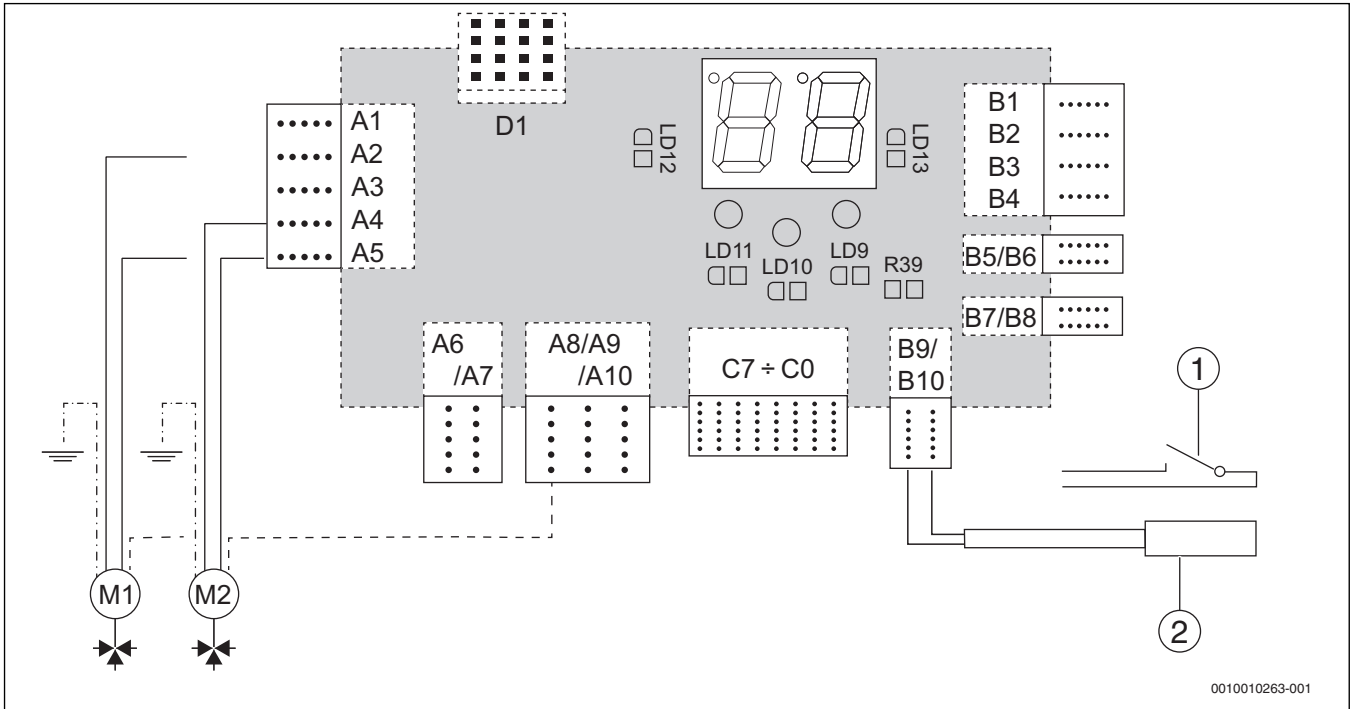 D1
A1
A2
A3
A4
A5
LD12
88
LD13
B1
B2
B3
B4
LD11
LD10
LD9
R39
B5/B6
B7/B8
A6
/A7
A8/A9
/A10
C7 ÷ C0
B9/
B10
1
M1
M2
2
0010010263-001